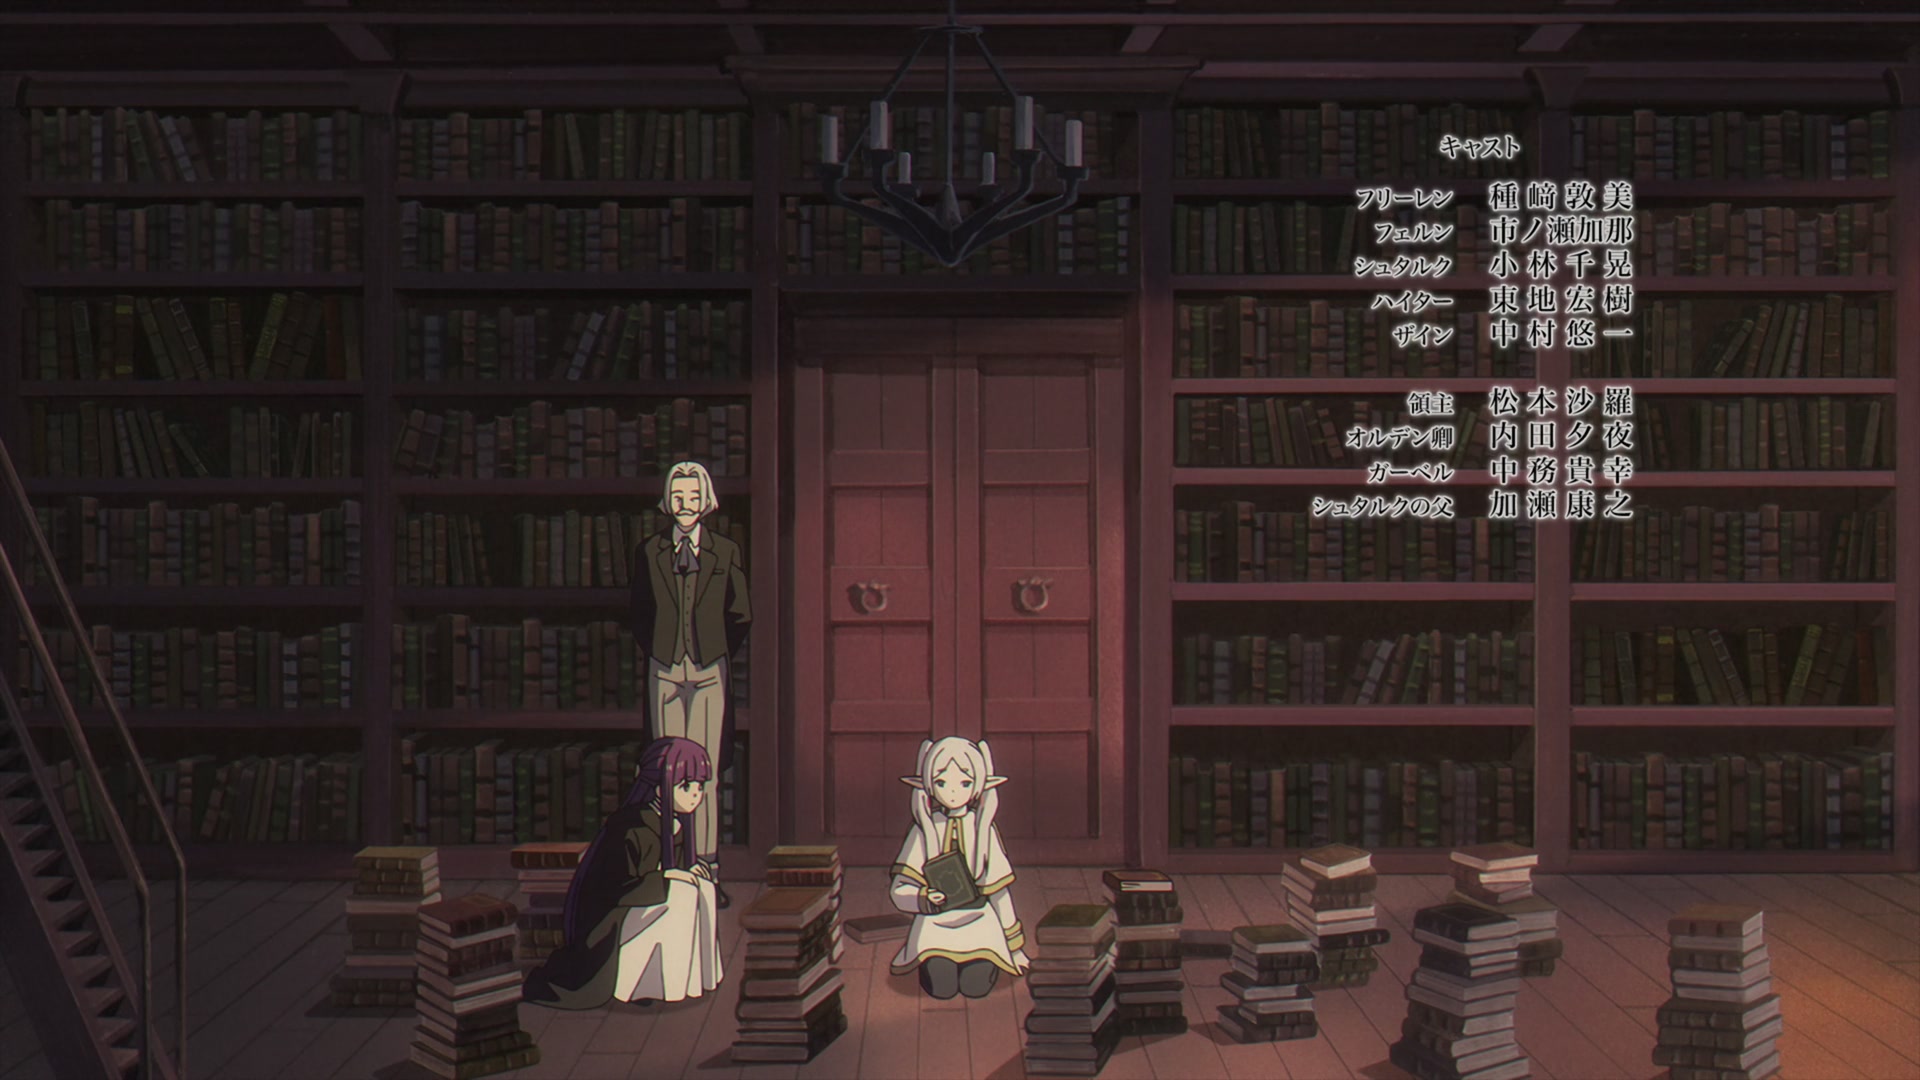 キャスト
フリーレン 種﨑敦美
フェルン 市ノ瀬加那
シュタルク 小林千晃
ハイター 東地宏樹
ザイン 中村悠一
領主 松本沙羅
オルデン卿 内田夕夜
ガーベル 中務貴幸
シュタルクの父 加瀬康之